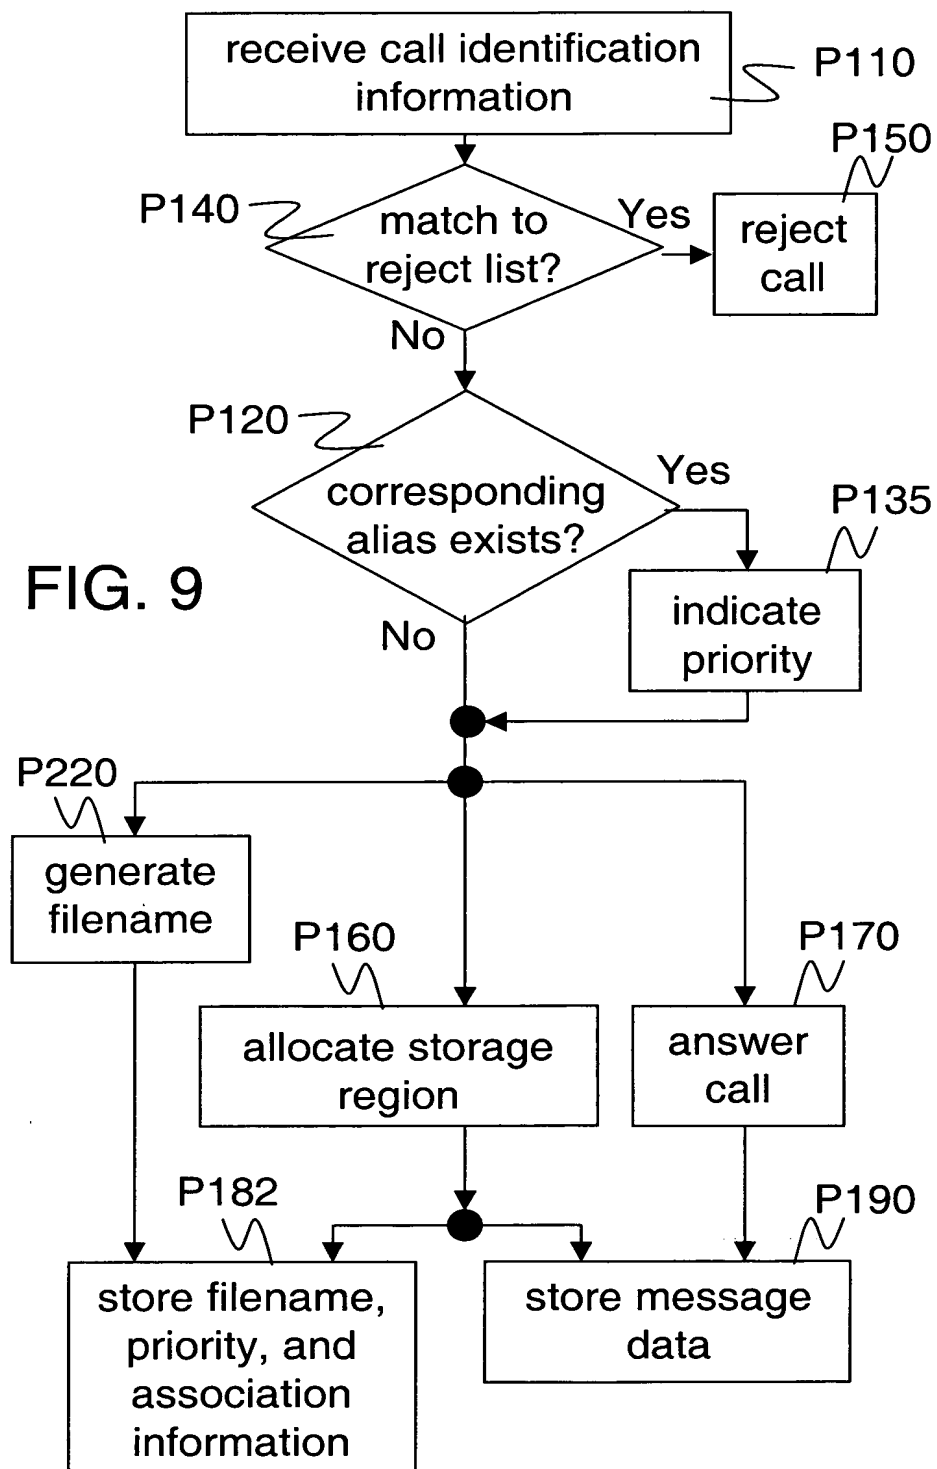 receive call identification
information
P110
P150
P140
match to
reject list?
Yes
reject
call
No
P120
corresponding
alias exists?
Yes
P135
FIG. 9
indicate
priority
No
P220
generate
filename
P160
P170
allocate storage
region
answer
call
P182
P190
store filename,
priority, and
association
information
store message
data